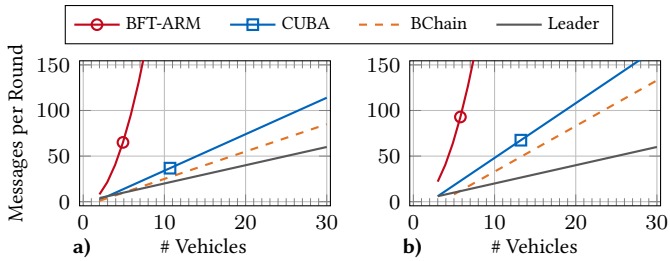 BFT-ARM CUBA BChain Leader
Messages per Round
150
100
50
0
0 10 20 30
a) # Vehicles
150
100
50
0
0 10 20 30
b) # Vehicles